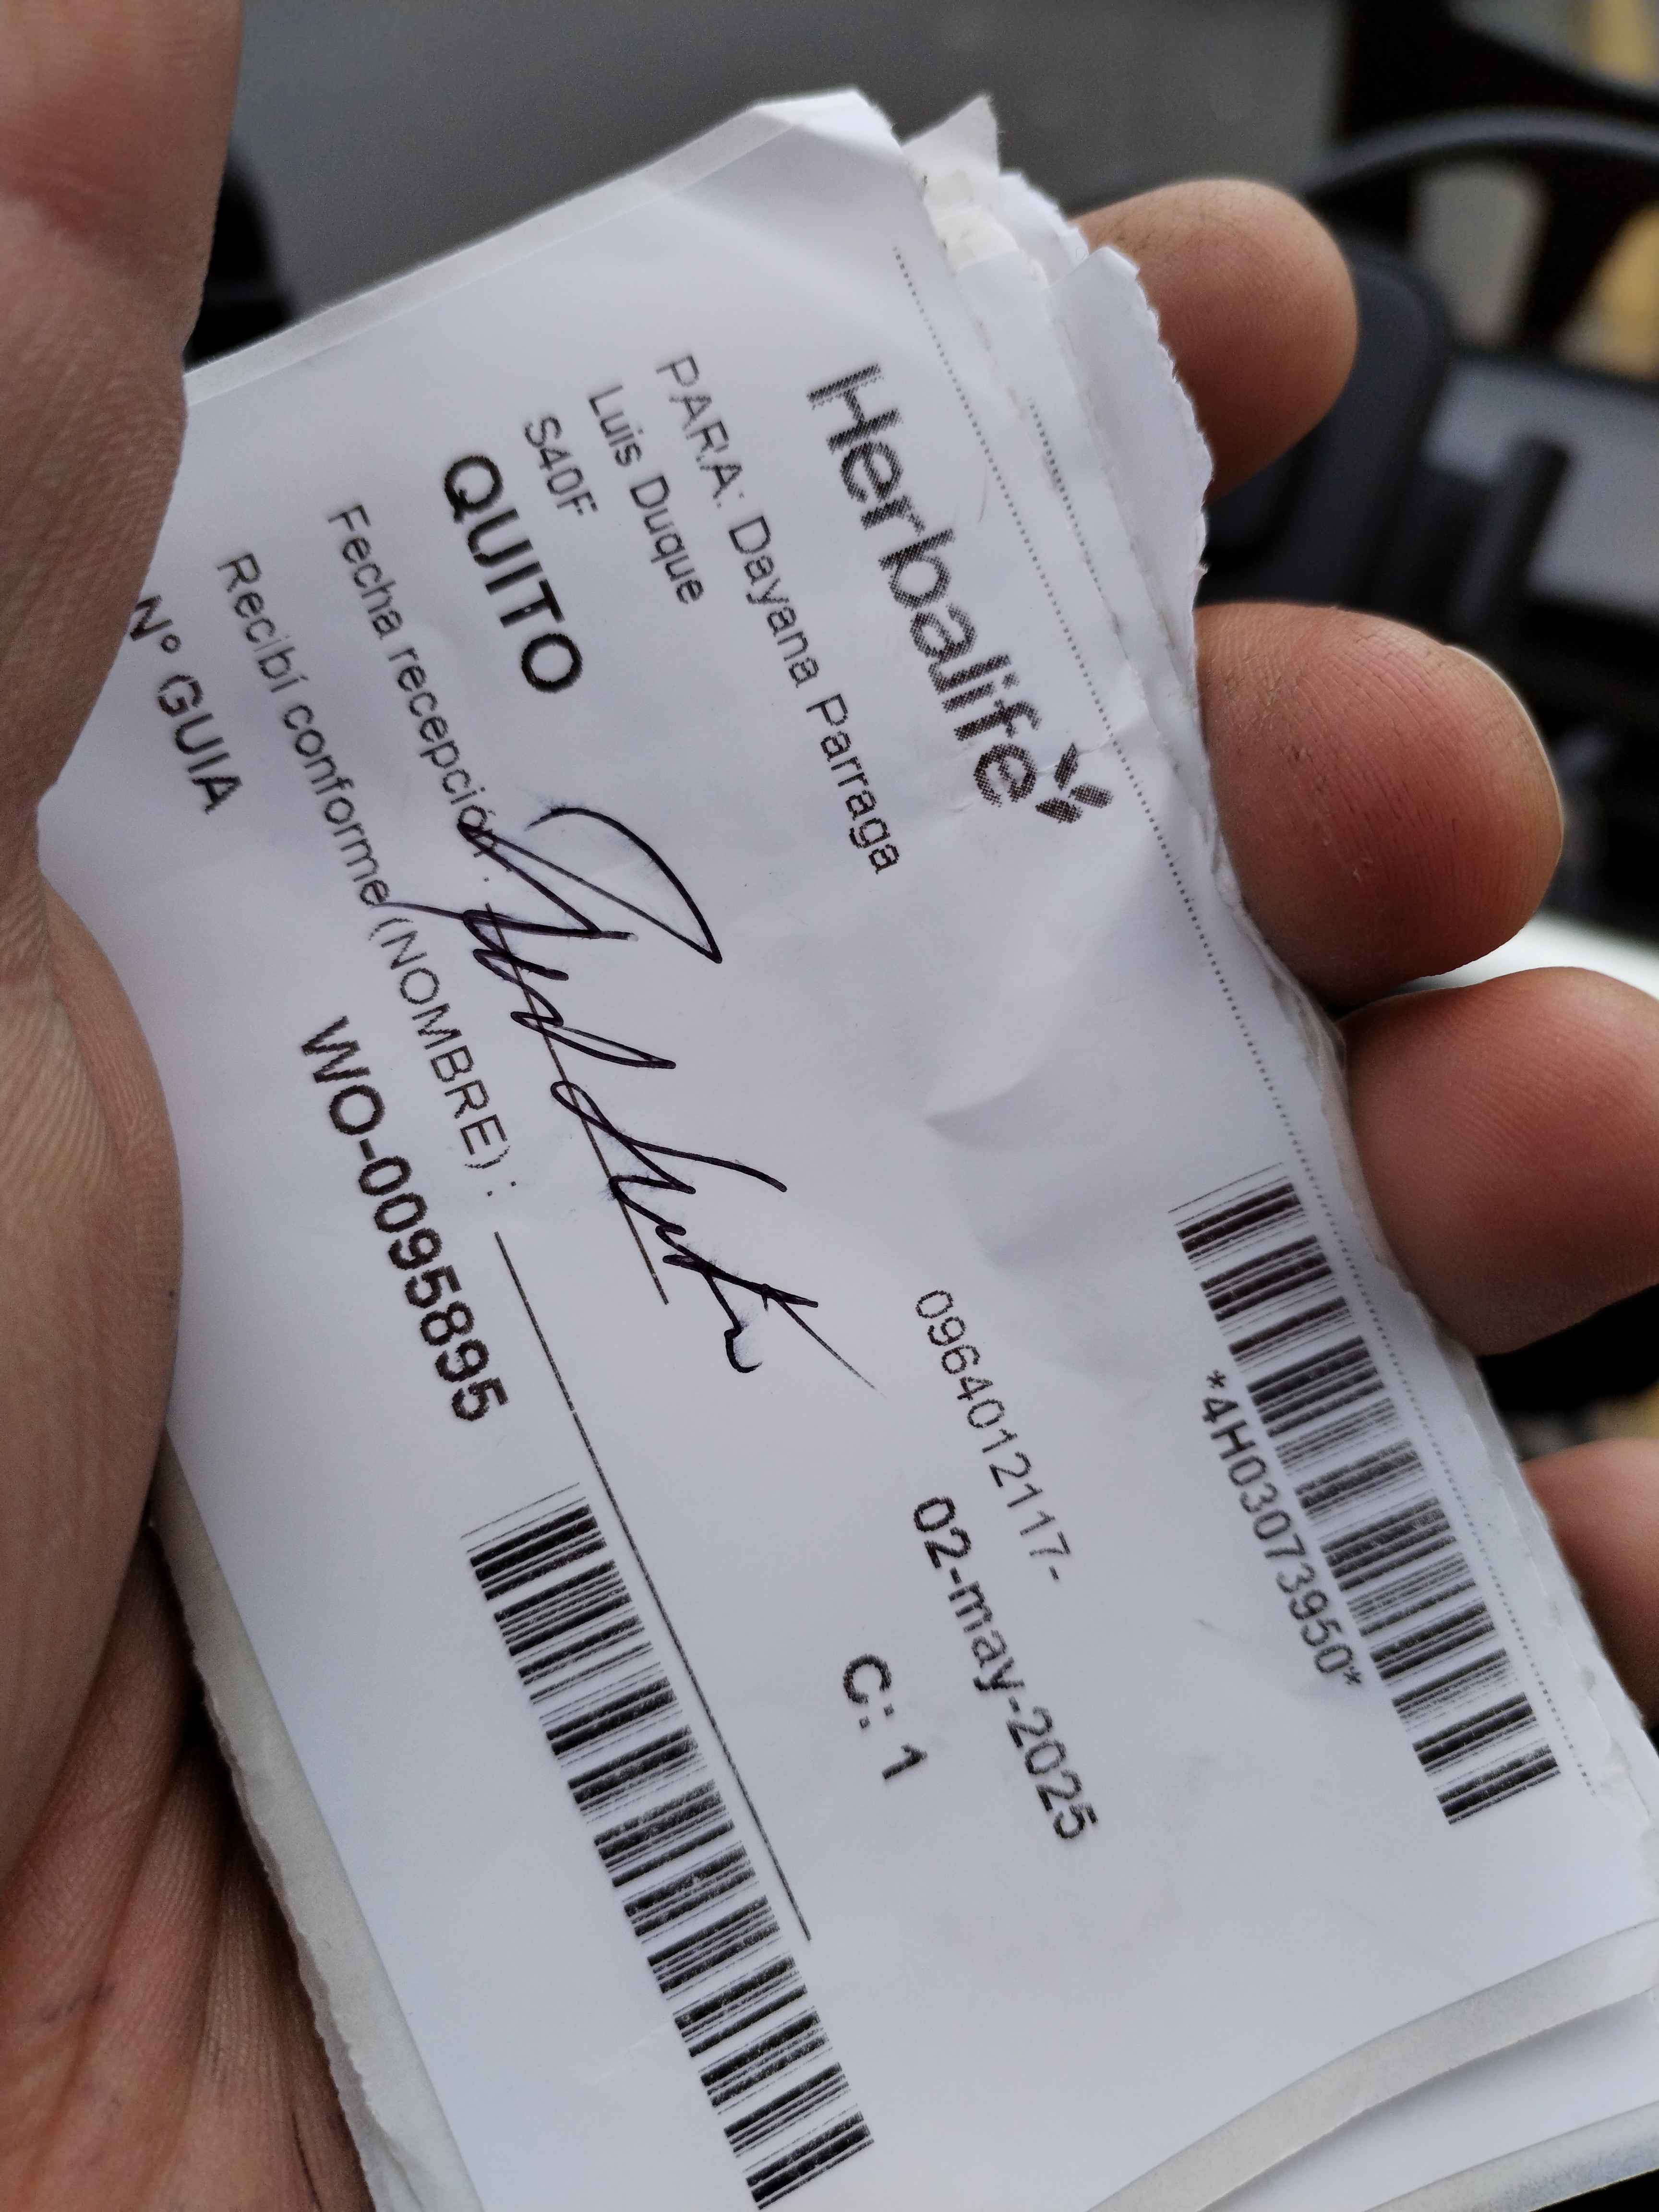 Herbalife
*4H03073950*
PARA: Dayana Parraga
0964012117-
Luis Duque
02-may-2025
S40F
QUITO
C: 1
Fecha recepción:
Recibí conforme (NOMBRE) :
N° GUIA WO-0095895